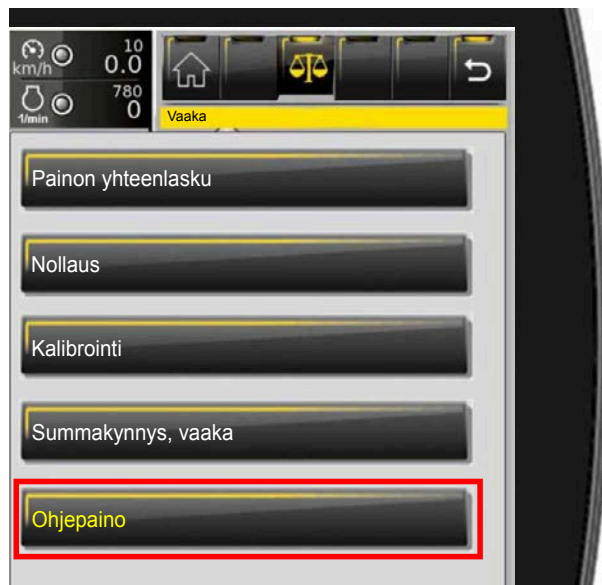 km/h 10
0.0
1/min 780
0
Vaaka
Painon yhteenlasku
Nollaus
Kalibrointi
Summakynnys, vaaka
Ohjepaino